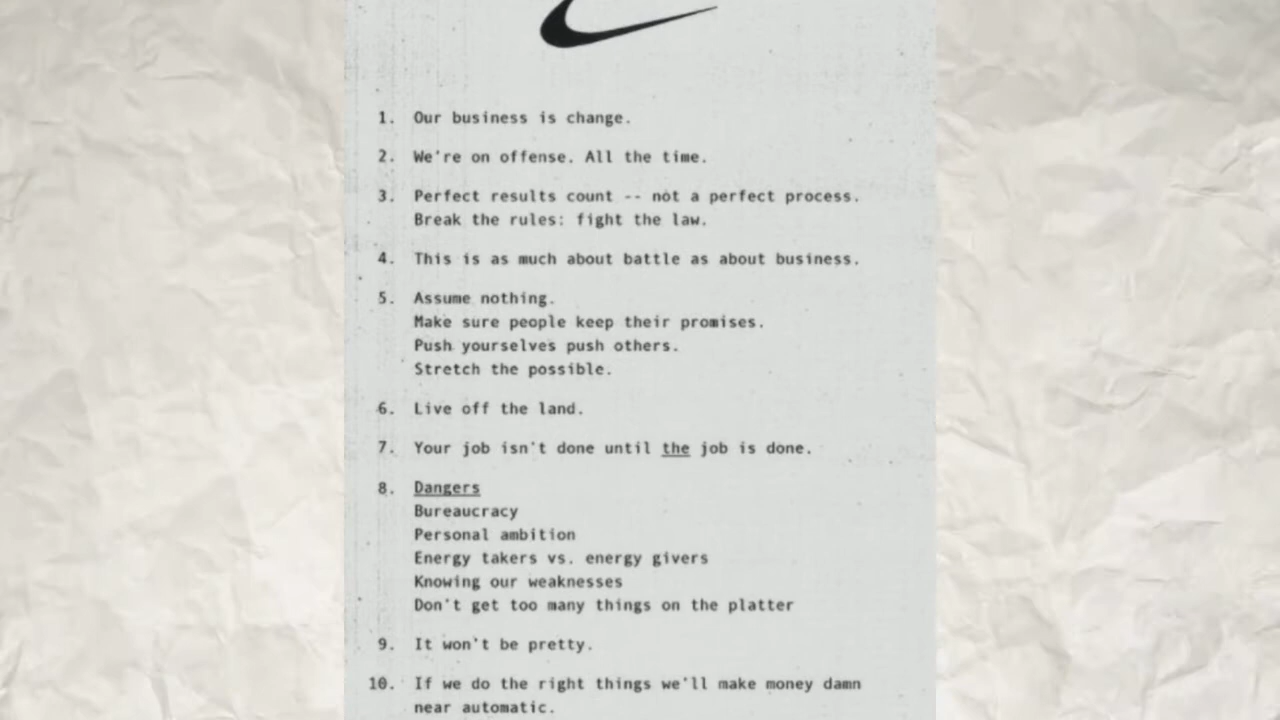 1. Our business is change.
2. We're on offense. All the time.
3. Perfect results count -- not a perfect process.
Break the rules: fight the law.
4. This is as much about battle as about business.
5. Assume nothing.
Make sure people keep their promises.
Push yourselves push others.
Stretch the possible.
6. Live off the land.
7. Your job isn't done until the job is done.
8. Dangers
Bureaucracy
Personal ambition
Energy takers vs. energy givers
Knowing our weaknesses
Don't get too many things on the platter
9. It won't be pretty.
10. If we do the right things we'll make money damn
near automatic.